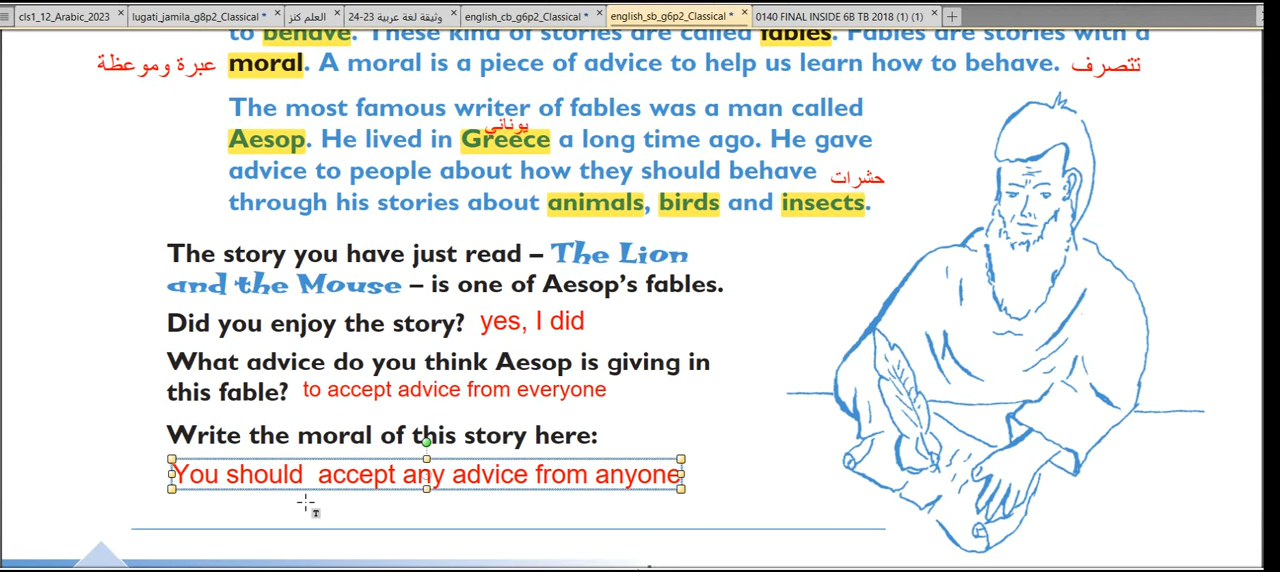 cls1_12_Arabic_2023 × lugati_jamila_g8p2_Classical * × العلم كنز × وثيقة لغة عربية 24-23 × english_cb_g6p2_Classical * × english_sb_g6p2_Classical * × 0140 FINAL INSIDE 6B TB 2018 (1) (1) ×
to behave. These kind of stories are called fables. Fables are stories with a
عبرة وموعظة moral. A moral is a piece of advice to help us learn how to behave. تتصرف
The most famous writer of fables was a man called
يوناني
Aesop. He lived in Greece a long time ago. He gave
advice to people about how they should behave حشرات
through his stories about animals, birds and insects.
The story you have just read – The Lion
and the Mouse – is one of Aesop's fables.
Did you enjoy the story? yes, I did
What advice do you think Aesop is giving in
this fable? to accept advice from everyone
Write the moral of this story here:
You should accept any advice from anyone